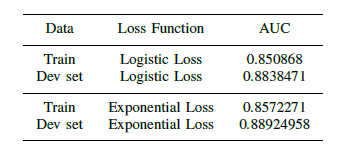 Data Loss Function AUC
Train Logistic Loss 0.850868
Dev set Logistic Loss 0.8838471
Train Exponential Loss 0.8572271
Dev set Exponential Loss 0.88924958